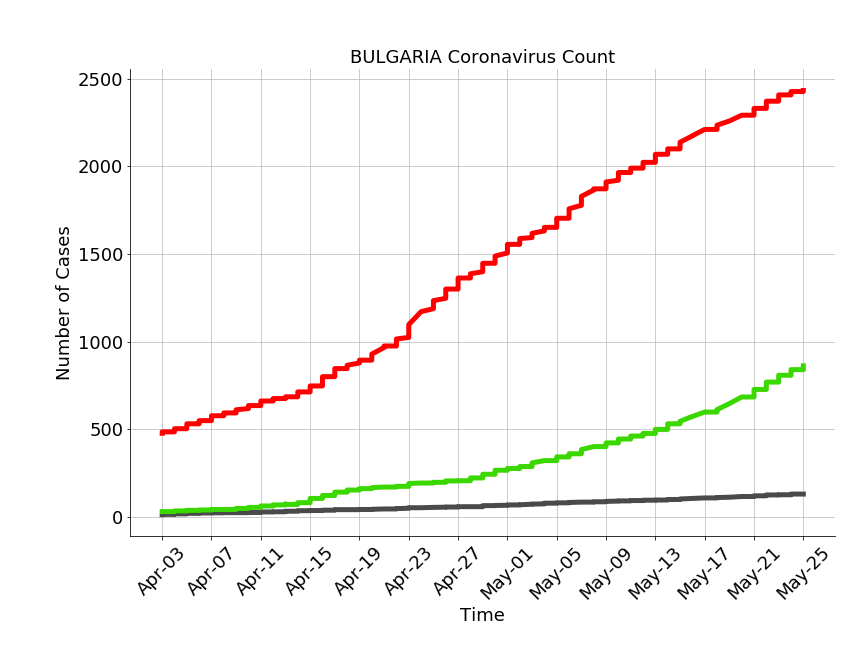 BULGARIA Coronavirus Count
2500
2000
1500
1000
500
0
Number of Cases
Apr-03
Apr-07
Apr-11
Apr-15
Apr-19
Apr-23
Apr-27
May-01
May-05
May-09
May-13
May-17
May-21
May-25
Time